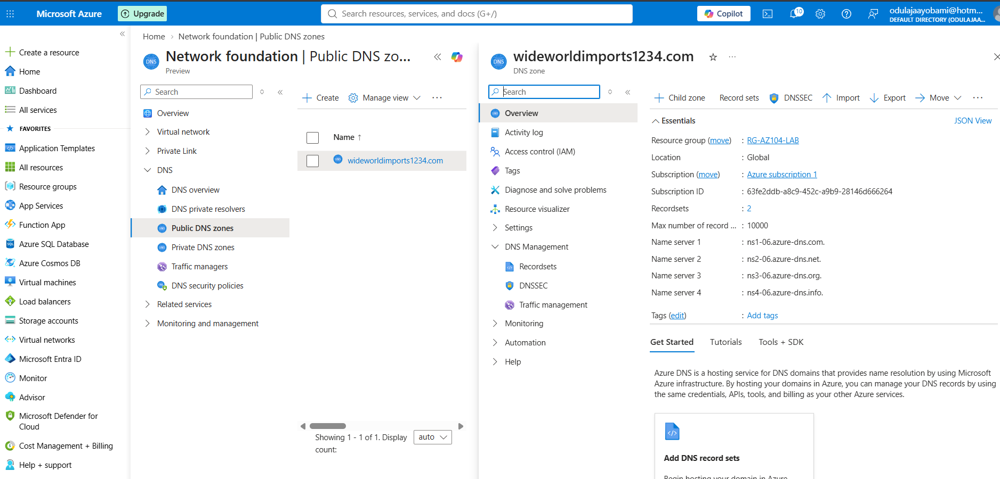 Microsoft Azure
Upgrade
Search resources, services, and docs (G+/)
Copilot
10
odulajaayobami@hotm...
DEFAULT DIRECTORY (ODULAJAA...
Create a resource
Home
Dashboard
All services
FAVORITES
Application Templates
All resources
Resource groups
App Services
Function App
Azure SQL Database
Azure Cosmos DB
Virtual machines
Load balancers
Storage accounts
Virtual networks
Microsoft Entra ID
Monitor
Advisor
Microsoft Defender for
Cloud
Cost Management + Billing
Help + support
Home > Network foundation | Public DNS zones
Network foundation | Public DNS zo...
Preview
Search
Overview
Virtual network
Private Link
DNS
DNS overview
DNS private resolvers
Public DNS zones
Private DNS zones
Traffic managers
DNS security policies
Related services
Monitoring and management
Create
Manage view
Name ↑
wideworldimports1234.com
Showing 1 - 1 of 1. Display
count:
auto
wideworldimports1234.com
DNS zone
Search
Overview
Activity log
Access control (IAM)
Tags
Diagnose and solve problems
Resource visualizer
Settings
DNS Management
Recordsets
DNSSEC
Traffic management
Monitoring
Automation
Help
Child zone
Record sets
DNSSEC
Import
Export
Move
Essentials
JSON View
Resource group (move) : RG-AZ104-LAB
Location : Global
Subscription (move) : Azure subscription 1
Subscription ID : 63fe2ddb-a8c9-452c-a9b9-28146d666264
Recordsets : 2
Max number of record ... : 10000
Name server 1 : ns1-06.azure-dns.com.
Name server 2 : ns2-06.azure-dns.net.
Name server 3 : ns3-06.azure-dns.org.
Name server 4 : ns4-06.azure-dns.info.
Tags (edit) : Add tags
Get Started
Tutorials
Tools + SDK
Azure DNS is a hosting service for DNS domains that provides name resolution by using Microsoft
Azure infrastructure. By hosting your domains in Azure, you can manage your DNS records by using
the same credentials, APIs, tools, and billing as your other Azure services.
Add DNS record sets
Begin hosting your domain in Azure